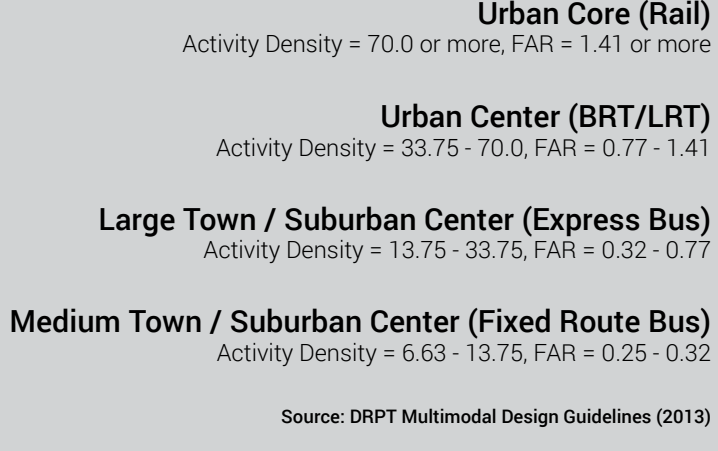 Urban Core (Rail)
Activity Density = 70.0 or more, FAR = 1.41 or more
Urban Center (BRT/LRT)
Activity Density = 33.75 - 70.0, FAR = 0.77 - 1.41
Large Town / Suburban Center (Express Bus)
Activity Density = 13.75 - 33.75, FAR = 0.32 - 0.77
Medium Town / Suburban Center (Fixed Route Bus)
Activity Density = 6.63 - 13.75, FAR = 0.25 - 0.32
Source: DRPT Multimodal Design Guidelines (2013)